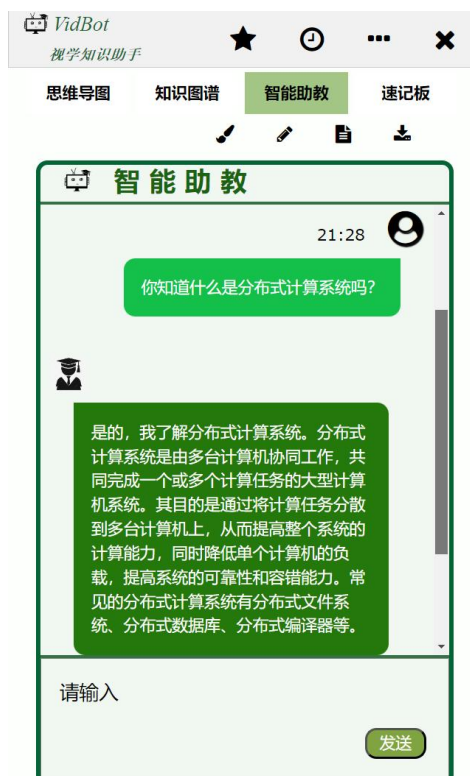 VidBot
视学知识助手
思维导图 知识图谱 智能助教 速记板
智能助教
21:28
你知道什么是分布式计算系统吗?
是的，我了解分布式计算系统。分布式
计算系统是由多台计算机协同工作，共
同完成一个或多个计算任务的大型计算
机系统。其目的是通过将计算任务分散
到多台计算机上，从而提高整个系统的
计算能力，同时降低单个计算机的负
载，提高系统的可靠性和容错能力。常
见的分布式计算系统有分布式文件系
统、分布式数据库、分布式编译器等。
请输入
发送